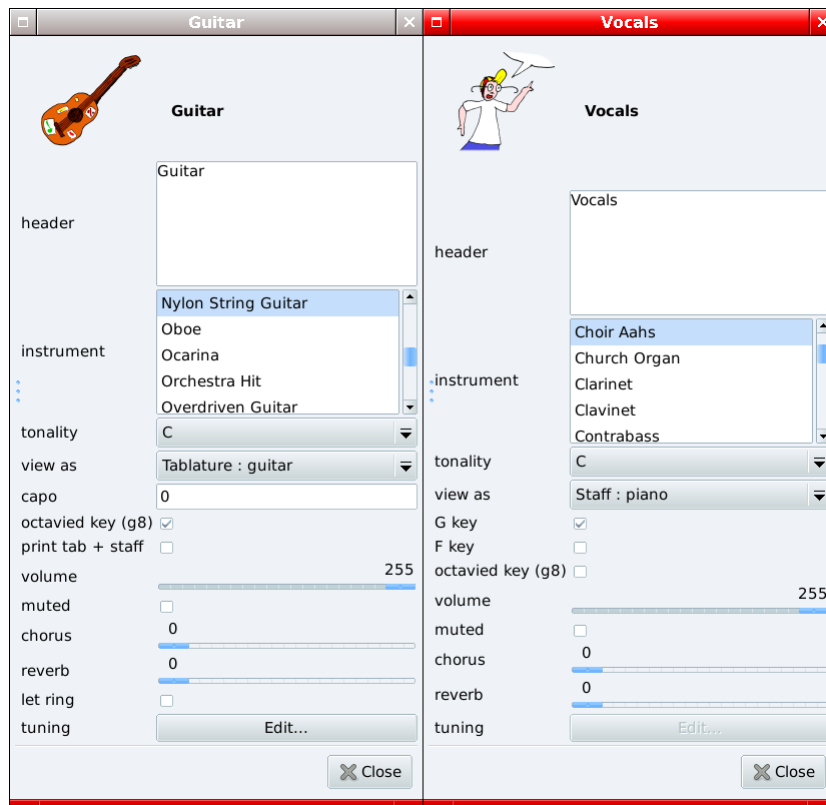 Guitar
Guitar
header
Guitar
instrument
Nylon String Guitar
Oboe
Ocarina
Orchestra Hit
Overdriven Guitar
tonality
C
view as
Tablature : guitar
capo
0
octavied key (g8)
print tab + staff
volume
255
muted
chorus
0
reverb
0
let ring
tuning
Edit...
Close
Vocals
Vocals
header
Vocals
instrument
Choir Aahs
Church Organ
Clarinet
Clavinet
Contrabass
tonality
C
view as
Staff : piano
G key
F key
octavied key (g8)
volume
255
muted
chorus
0
reverb
0
tuning
Edit...
Close